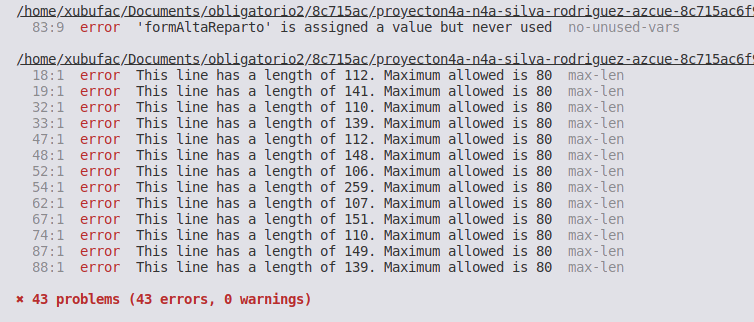 /home/xubufac/Documents/obligatorio2/8c715ac/proyecton4a-n4a-silva-rodriguez-azcue-8c715ac6f9
83:9 error 'formAltaReparto' is assigned a value but never used no-unused-vars
/home/xubufac/Documents/obligatorio2/8c715ac/proyecton4a-n4a-silva-rodriguez-azcue-8c715ac6f9
18:1 error This line has a length of 112. Maximum allowed is 80 max-len
19:1 error This line has a length of 141. Maximum allowed is 80 max-len
32:1 error This line has a length of 110. Maximum allowed is 80 max-len
33:1 error This line has a length of 139. Maximum allowed is 80 max-len
47:1 error This line has a length of 112. Maximum allowed is 80 max-len
48:1 error This line has a length of 148. Maximum allowed is 80 max-len
52:1 error This line has a length of 106. Maximum allowed is 80 max-len
54:1 error This line has a length of 259. Maximum allowed is 80 max-len
62:1 error This line has a length of 107. Maximum allowed is 80 max-len
67:1 error This line has a length of 151. Maximum allowed is 80 max-len
74:1 error This line has a length of 110. Maximum allowed is 80 max-len
87:1 error This line has a length of 149. Maximum allowed is 80 max-len
88:1 error This line has a length of 139. Maximum allowed is 80 max-len
✖ 43 problems (43 errors, 0 warnings)